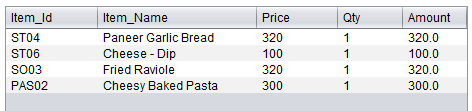 Item_Id Item_Name Price Qty Amount
ST04 Paneer Garlic Bread 320 1 320.0
ST06 Cheese - Dip 100 1 100.0
SO03 Fried Raviole 320 1 320.0
PAS02 Cheesy Baked Pasta 300 1 300.0